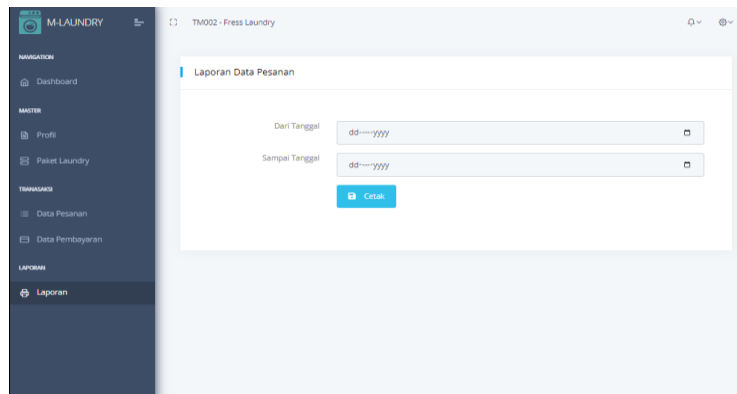 M-LAUNDRY
TM002 - Fress Laundry
NAVIGATION
Dashboard
MASTER
Profil
Paket Laundry
TRANASAKSI
Data Pesanan
Data Pembayaran
LAPORAN
Laporan
Laporan Data Pesanan
Dari Tanggal
dd-----yyyy
Sampai Tanggal
dd-----yyyy
Cetak